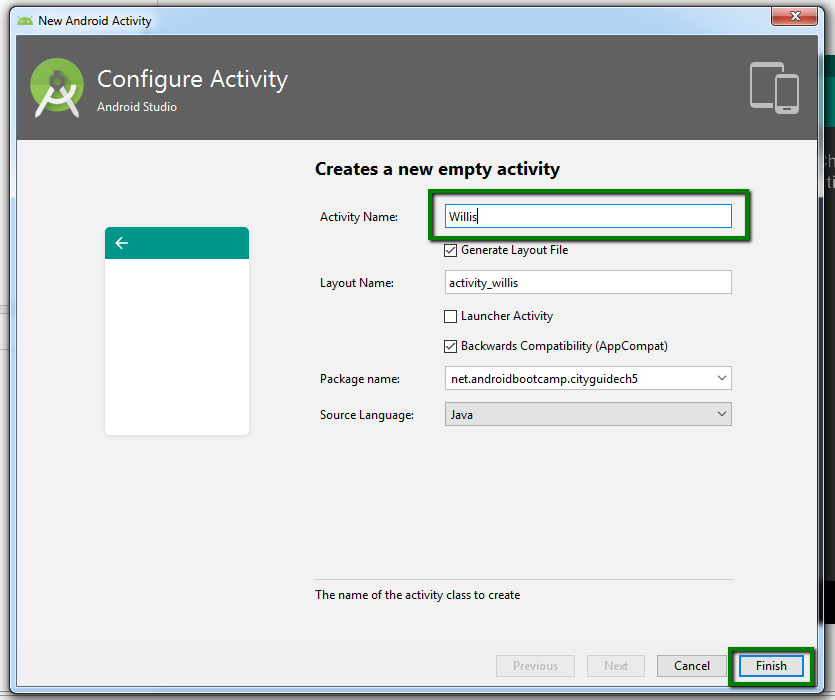 New Android Activity
Configure Activity
Android Studio
Creates a new empty activity
Activity Name: Willis
Generate Layout File
Layout Name: activity_willis
Launcher Activity
Backwards Compatibility (AppCompat)
Package name: net.androidbootcamp.cityguidech5
Source Language: Java
The name of the activity class to create
Previous Next Cancel Finish